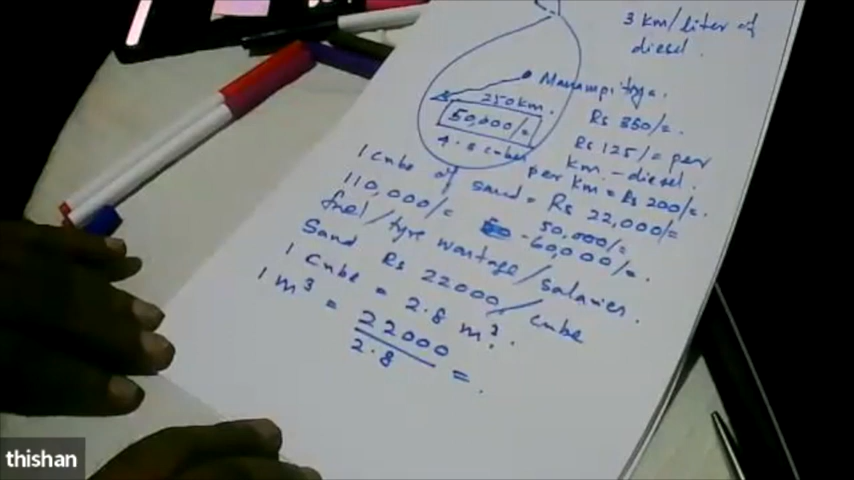 3 km/liter of
diesel.
Manampitiya.
250km.
Rs 350/=.
50,000/=
Rs 125/= per
km. - diesel.
4.8 cube
per km = Rs 200/=.
1 cube of sand = Rs 22,000/=
110,000/=
50,000/=
- 60,000/=.
fuel/tyre wastage/salaries.
Sand Rs 22000/cube
1 cube = 2.8 m³.
1 m³ = 22000
2.8 =.
thishan